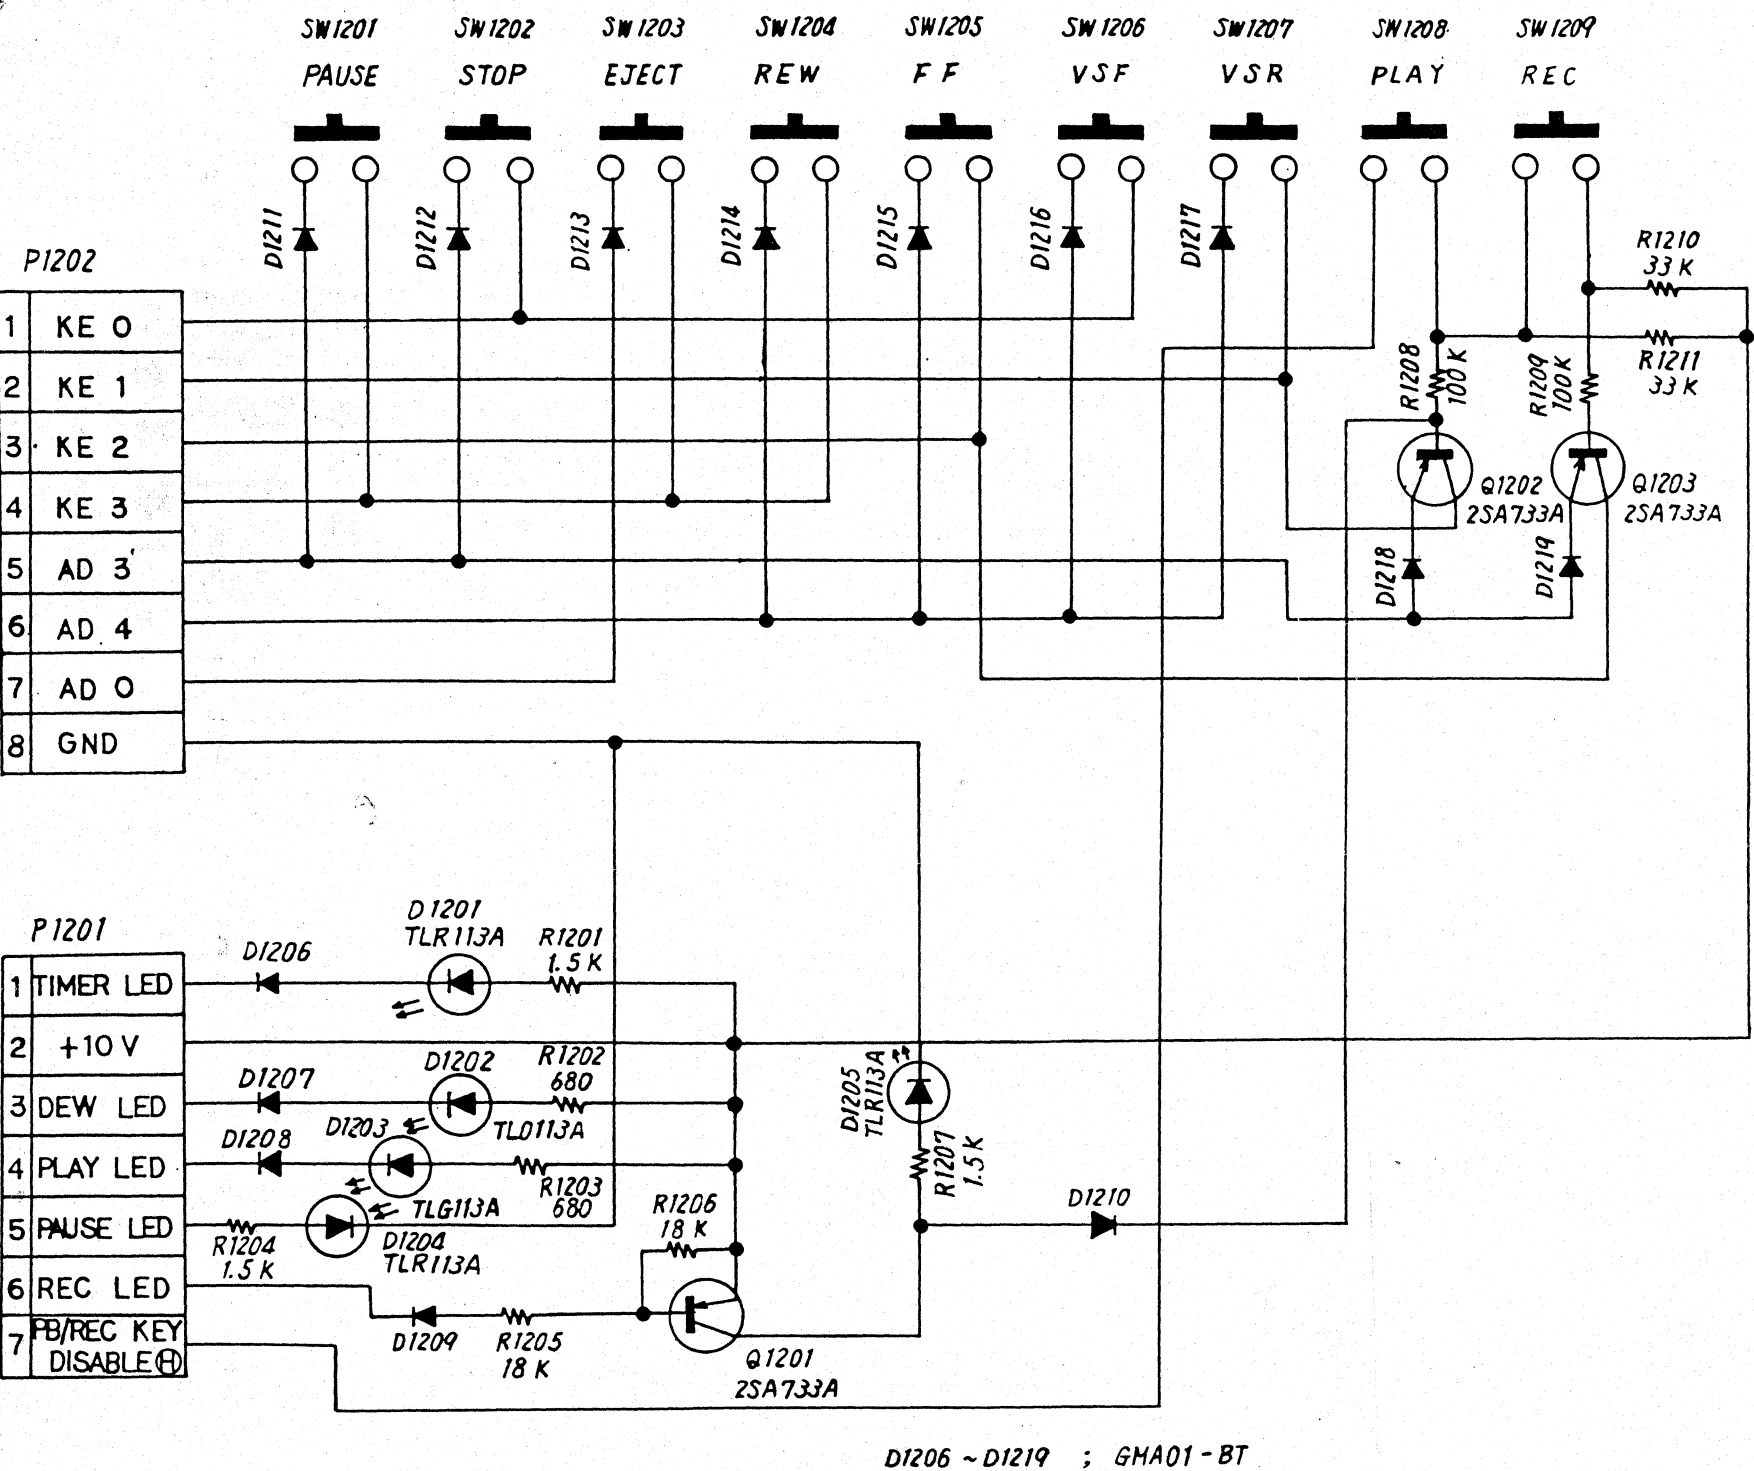 SW1201 SW1202 SW1203 SW1204 SW1205 SW1206 SW1207 SW1208 SW1209
PAUSE STOP EJECT REW FF VSF VSR PLAY REC
D1211 D1212 D1213 D1214 D1215 D1216 D1217
R1210
33K
R1211
33K
R1208
100K
R1209
100K
Q1202
2SA733A
Q1203
2SA733A
D1218
D1219
P1202
1 KE 0
2 KE 1
3 KE 2
4 KE 3
5 AD 3
6 AD 4
7 AD 0
8 GND
P1201
1 TIMER LED
2 +10V
3 DEW LED
4 PLAY LED
5 PAUSE LED
6 REC LED
7 PB/REC KEY
DISABLE Ⓗ
D1206
D1201
TLR113A
R1201
1.5K
D1207
D1202
TLO113A
R1202
680
D1208
D1203
TLG113A
R1203
680
R1204
1.5K
D1204
TLR113A
R1206
18K
D1209
R1205
18K
Q1201
2SA733A
D1205
TLR113A
R1207
1.5K
D1210
D1206 ~ D1219 ; GMA01-BT